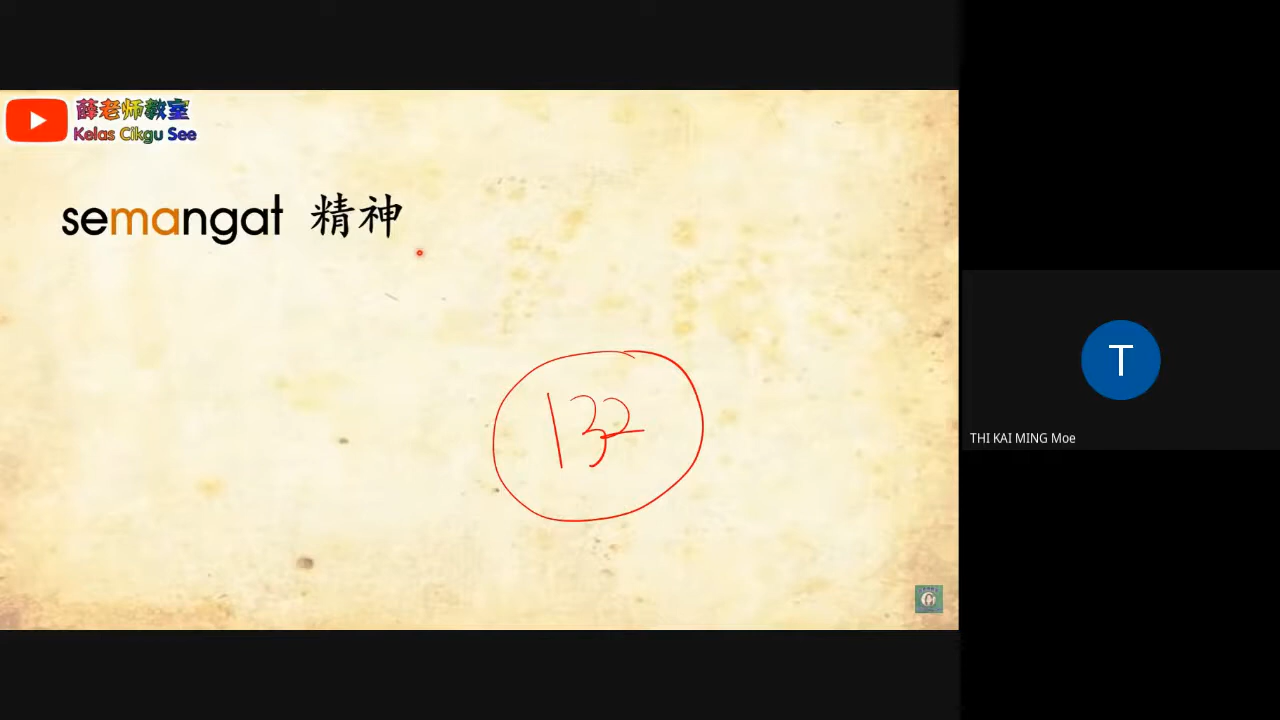 薛老师教室
Kelas Cikgu See
semangat 精神
132
T
THI KAI MING Moe